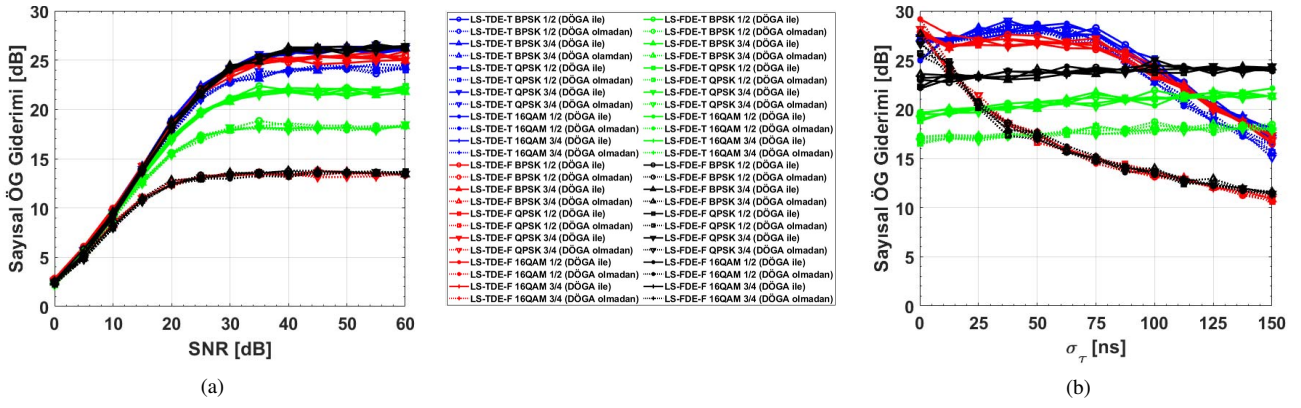 Sayısal ÖG Giderimi [dB]
30
25
20
15
10
5
0
0 10 20 30 40 50 60
SNR [dB]
(a)
LS-TDE-T BPSK 1/2 (DÖGA ile)
LS-TDE-T BPSK 1/2 (DÖGA olmadan)
LS-TDE-T BPSK 3/4 (DÖGA ile)
LS-TDE-T BPSK 3/4 (DÖGA olmadan)
LS-TDE-T QPSK 1/2 (DÖGA ile)
LS-TDE-T QPSK 1/2 (DÖGA olmadan)
LS-TDE-T QPSK 3/4 (DÖGA ile)
LS-TDE-T QPSK 3/4 (DÖGA olmadan)
LS-TDE-T 16QAM 1/2 (DÖGA ile)
LS-TDE-T 16QAM 1/2 (DÖGA olmadan)
LS-TDE-T 16QAM 3/4 (DÖGA ile)
LS-TDE-T 16QAM 3/4 (DÖGA olmadan)
LS-TDE-F BPSK 1/2 (DÖGA ile)
LS-TDE-F BPSK 1/2 (DÖGA olmadan)
LS-TDE-F BPSK 3/4 (DÖGA ile)
LS-TDE-F BPSK 3/4 (DÖGA olmadan)
LS-TDE-F QPSK 1/2 (DÖGA ile)
LS-TDE-F QPSK 1/2 (DÖGA olmadan)
LS-TDE-F QPSK 3/4 (DÖGA ile)
LS-TDE-F QPSK 3/4 (DÖGA olmadan)
LS-TDE-F 16QAM 1/2 (DÖGA ile)
LS-TDE-F 16QAM 1/2 (DÖGA olmadan)
LS-TDE-F 16QAM 3/4 (DÖGA ile)
LS-TDE-F 16QAM 3/4 (DÖGA olmadan)
LS-FDE-T BPSK 1/2 (DÖGA ile)
LS-FDE-T BPSK 1/2 (DÖGA olmadan)
LS-FDE-T BPSK 3/4 (DÖGA ile)
LS-FDE-T BPSK 3/4 (DÖGA olmadan)
LS-FDE-T QPSK 1/2 (DÖGA ile)
LS-FDE-T QPSK 1/2 (DÖGA olmadan)
LS-FDE-T QPSK 3/4 (DÖGA ile)
LS-FDE-T QPSK 3/4 (DÖGA olmadan)
LS-FDE-T 16QAM 1/2 (DÖGA ile)
LS-FDE-T 16QAM 1/2 (DÖGA olmadan)
LS-FDE-T 16QAM 3/4 (DÖGA ile)
LS-FDE-T 16QAM 3/4 (DÖGA olmadan)
LS-FDE-F BPSK 1/2 (DÖGA ile)
LS-FDE-F BPSK 1/2 (DÖGA olmadan)
LS-FDE-F BPSK 3/4 (DÖGA ile)
LS-FDE-F BPSK 3/4 (DÖGA olmadan)
LS-FDE-F QPSK 1/2 (DÖGA ile)
LS-FDE-F QPSK 1/2 (DÖGA olmadan)
LS-FDE-F QPSK 3/4 (DÖGA ile)
LS-FDE-F QPSK 3/4 (DÖGA olmadan)
LS-FDE-F 16QAM 1/2 (DÖGA ile)
LS-FDE-F 16QAM 1/2 (DÖGA olmadan)
LS-FDE-F 16QAM 3/4 (DÖGA ile)
LS-FDE-F 16QAM 3/4 (DÖGA olmadan)
Sayısal ÖG Giderimi [dB]
30
25
20
15
10
5
0
0 25 50 75 100 125 150
σ_τ [ns]
(b)